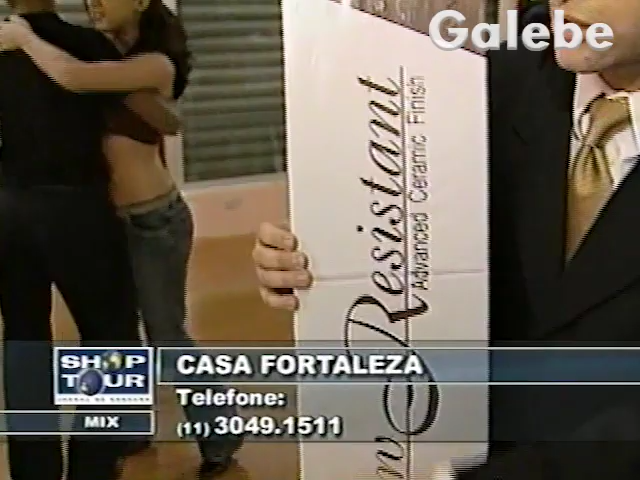 Galebe
Resistant
Advanced Ceramic Finish
SHOP
TOUR
MIX
CASA FORTALEZA
Telefone:
(11) 3049.1511